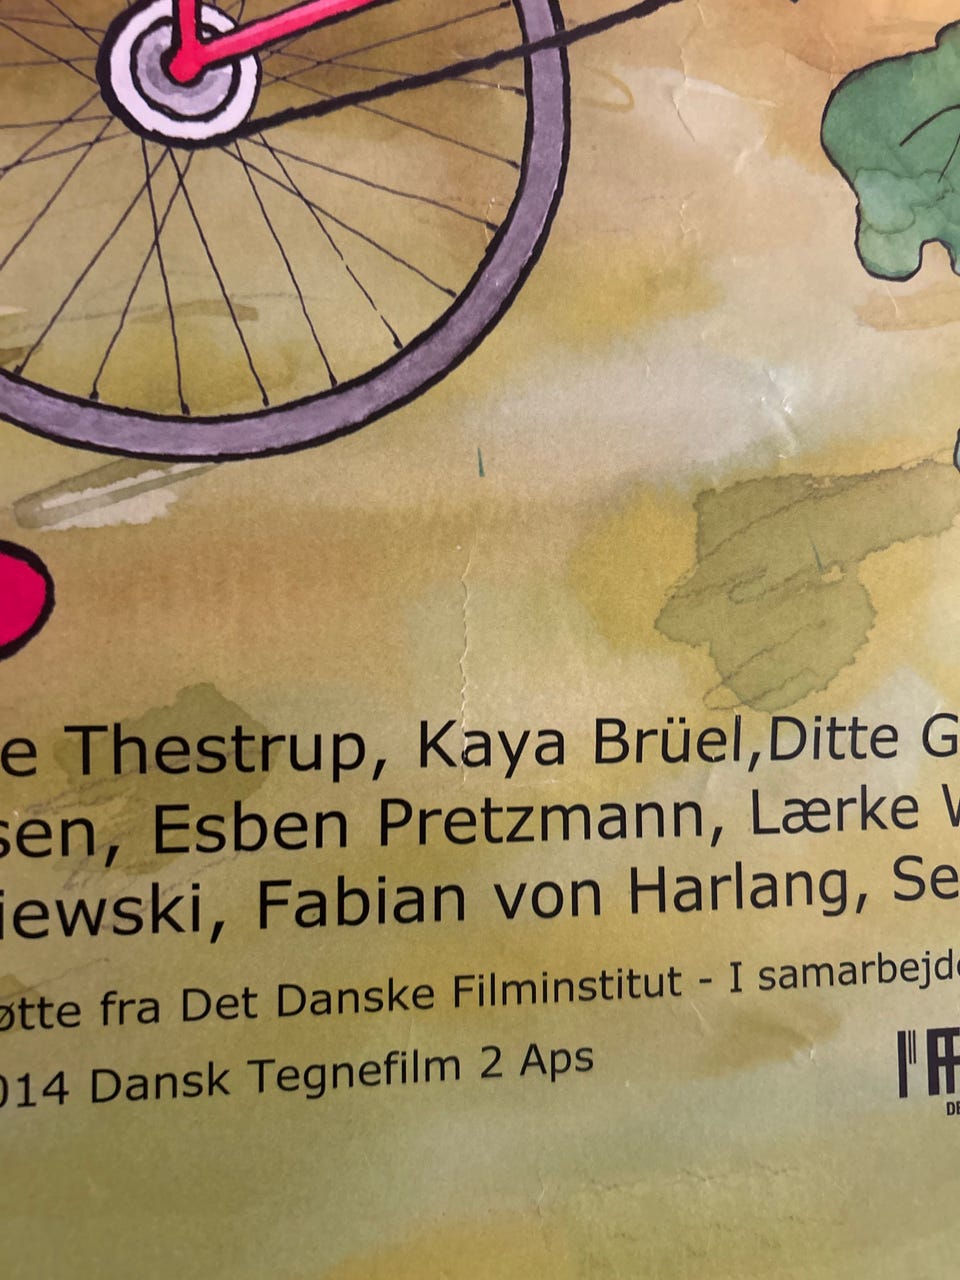 e Thestrup, Kaya Brüel,Ditte G
sen, Esben Pretzmann, Lærke
iewski, Fabian von Harlang, Se
øtte fra Det Danske Filminstitut - I samarbejd
014 Dansk Tegnefilm 2 Aps